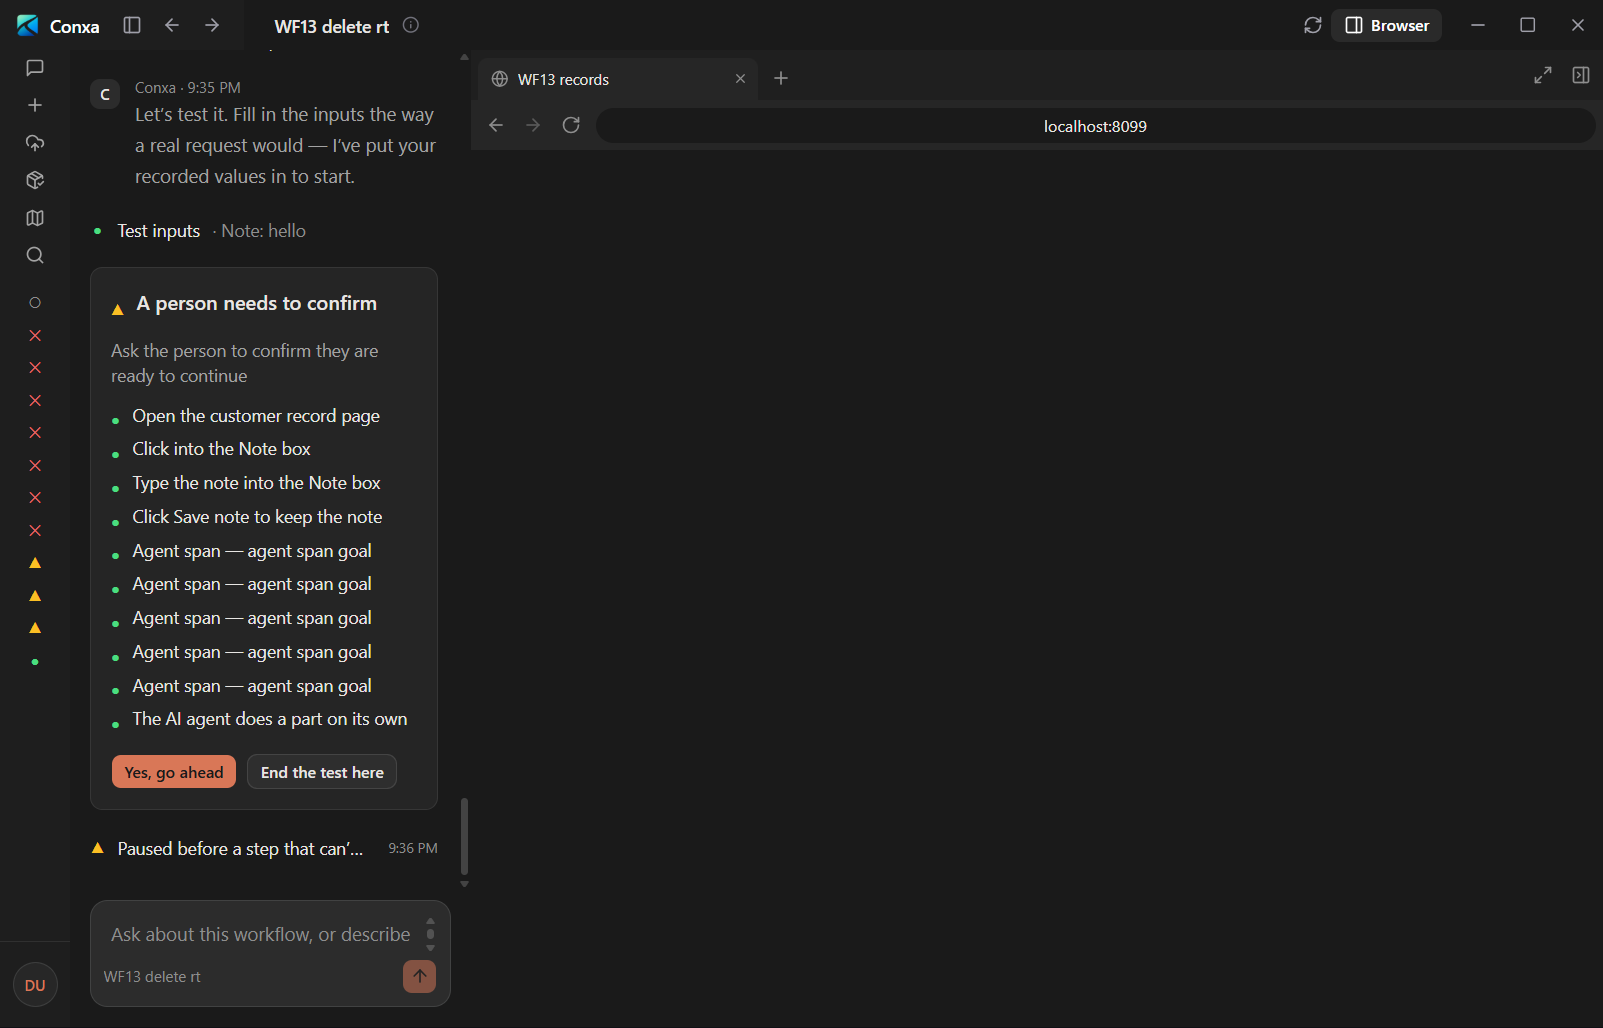 Conxa
WF13 delete rt
Browser
Conxa · 9:35 PM
C
Let's test it. Fill in the inputs the way
a real request would — I've put your
recorded values in to start.
Test inputs · Note: hello
A person needs to confirm
Ask the person to confirm they are
ready to continue
Open the customer record page
Click into the Note box
Type the note into the Note box
Click Save note to keep the note
Agent span — agent span goal
Agent span — agent span goal
Agent span — agent span goal
Agent span — agent span goal
Agent span — agent span goal
The AI agent does a part on its own
Yes, go ahead
End the test here
Paused before a step that can'...
9:36 PM
Ask about this workflow, or describe
WF13 delete rt
DU
WF13 records
localhost:8099